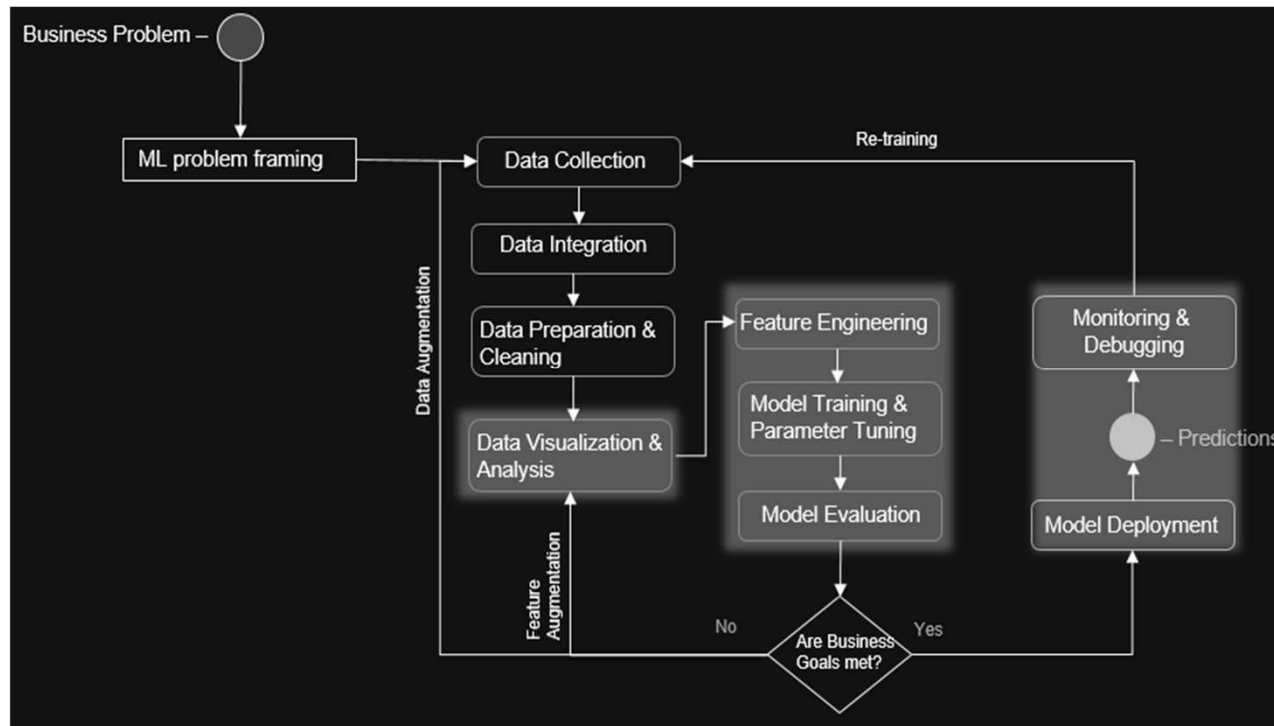 Business Problem –
ML problem framing
Data Collection
Re-training
Data Integration
Data Augmentation
Data Preparation &
Cleaning
Feature Engineering
Monitoring &
Debugging
Model Training &
Parameter Tuning
Data Visualization &
Analysis
– Predictions
Model Evaluation
Model Deployment
Feature
Augmentation
No
Yes
Are Business
Goals met?